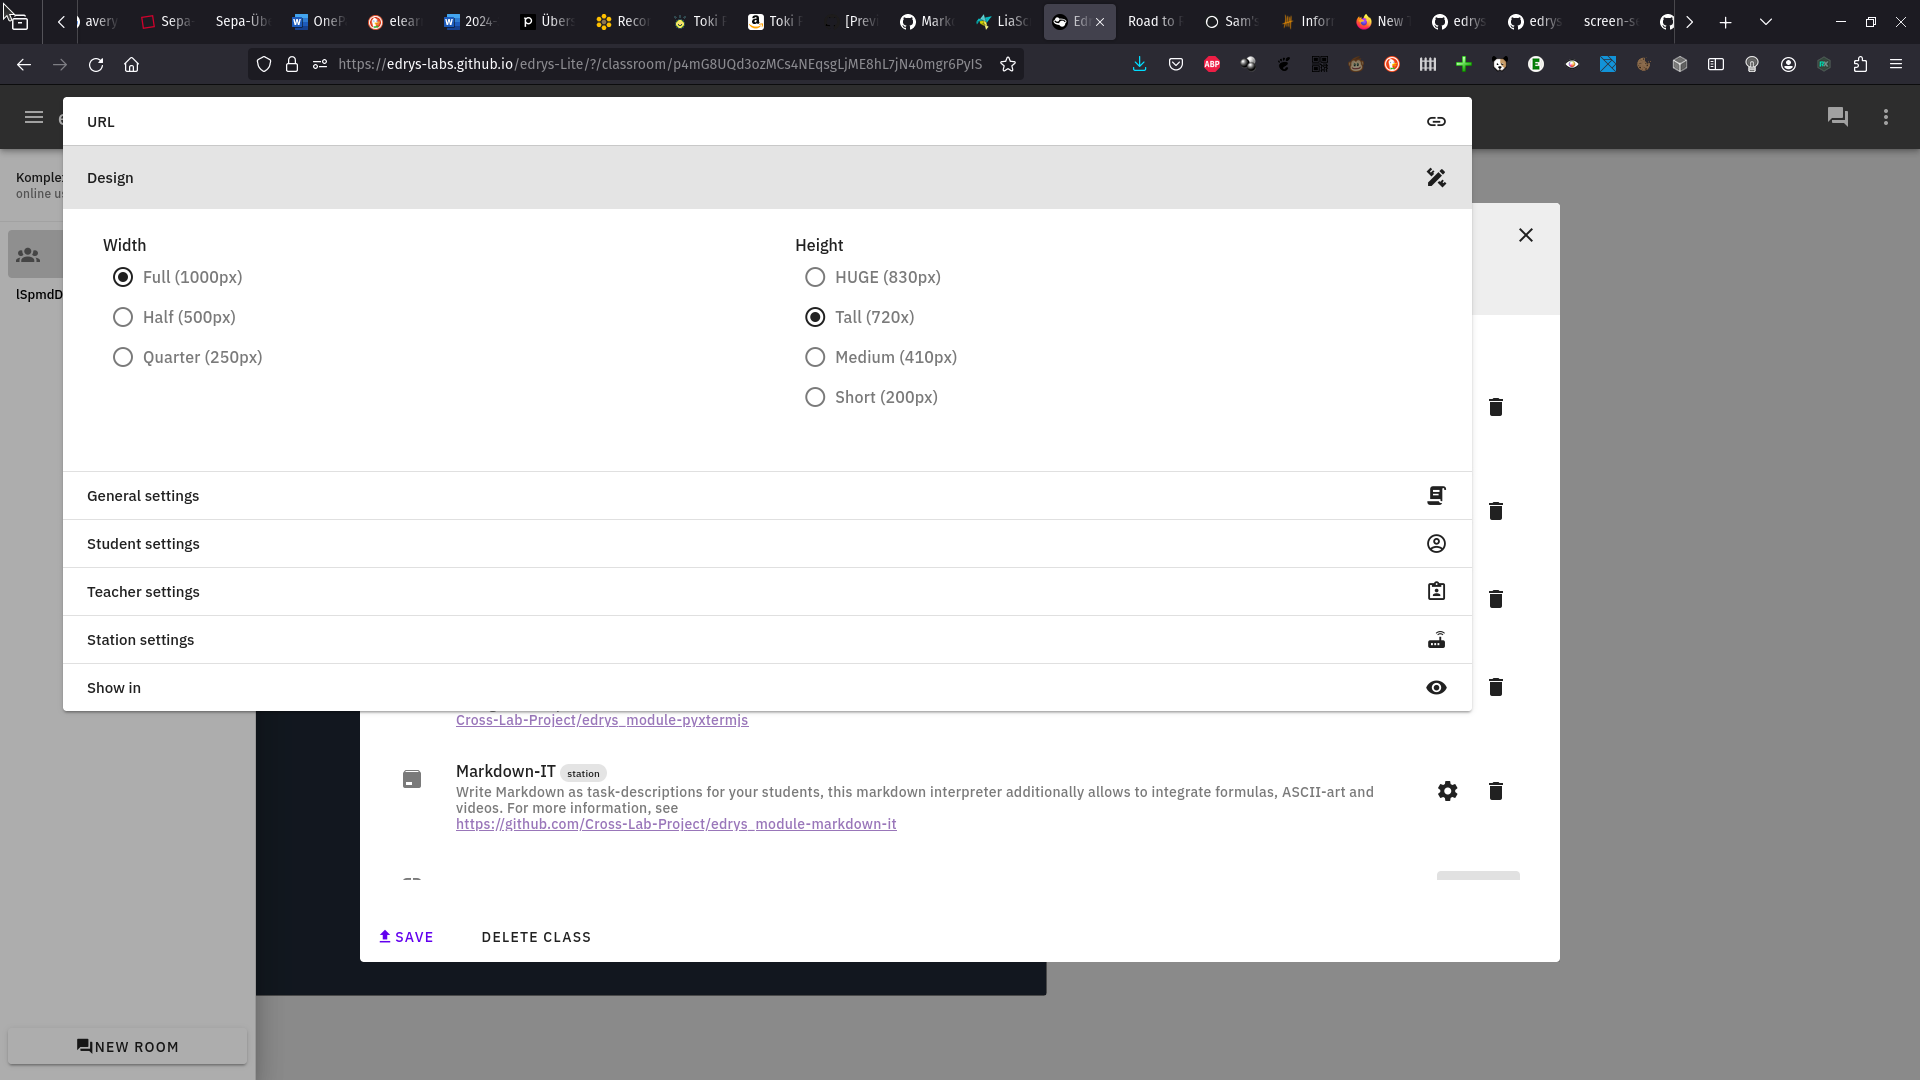 avery
Sepa-
Sepa-Üb
OneP
elear
2024-
Übers
Reco
Toki
Toki
[Previ
Mark
LiaSc
Ed
Road to
Sam's
Infor
New
edrys
edrys
screen-s
https://edrys-labs.github.io/edrys-Lite/?/classroom/p4mG8UQd3ozMCs4NEqsgLjME8hL7jN40mgr6PyIS
ABP
URL
Komple
online u
Design
Width
Height
Full (1000px)
HUGE (830px)
lSpmdD
Half (500px)
Tall (720x)
Quarter (250px)
Medium (410px)
Short (200px)
General settings
Student settings
Teacher settings
Station settings
Show in
Cross-Lab-Project/edrys_module-pyxtermjs
Markdown-IT station
Write Markdown as task-descriptions for your students, this markdown interpreter additionally allows to integrate formulas, ASCII-art and
videos. For more information, see
https://github.com/Cross-Lab-Project/edrys_module-markdown-it
SAVE
DELETE CLASS
NEW ROOM